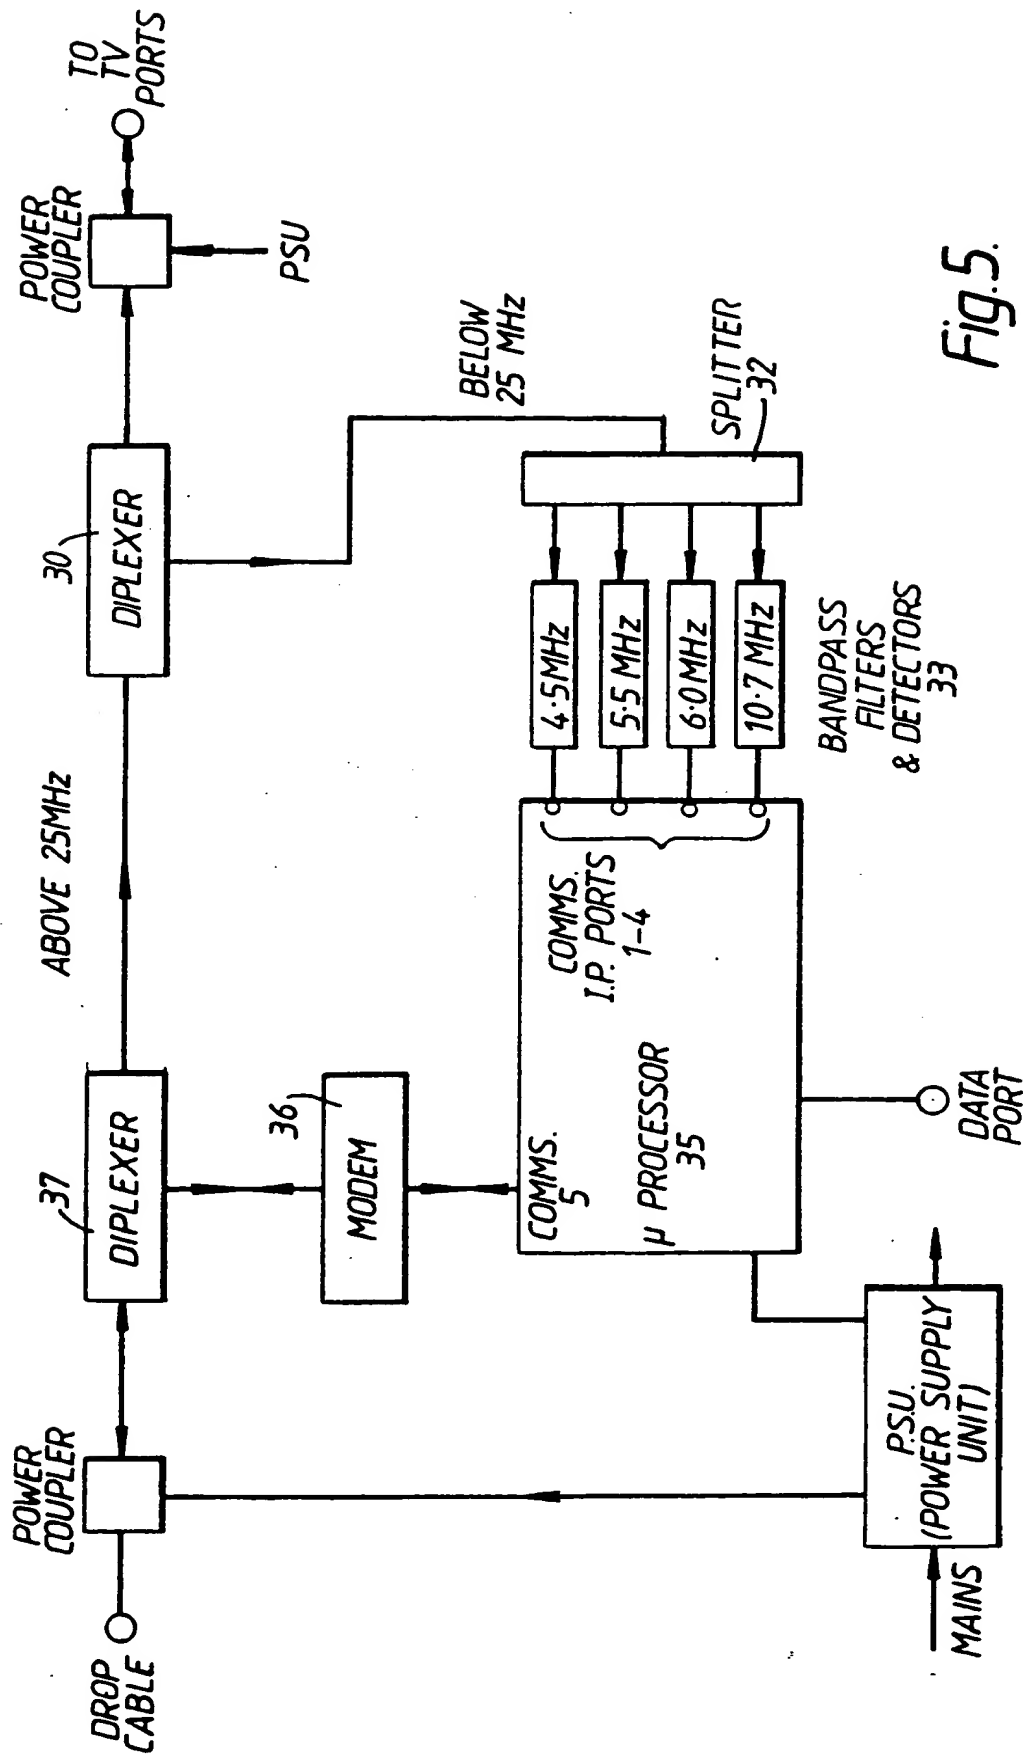 DROP
CABLE
POWER
COUPLER
37
DIPLEXER
ABOVE 25MHz
30
DIPLEXER
POWER
COUPLER
TO
TV
PORTS
PSU
36
MODEM
BELOW
25 MHz
COMMS.
5
μ PROCESSOR
35
COMMS.
I.P. PORTS
1-4
4·5MHz
5·5 MHz
6·0MHz
10·7 MHz
SPLITTER
32
BANDPASS
FILTERS
& DETECTORS
33
MAINS
P.S.U.
(POWER SUPPLY
UNIT)
DATA
PORT
Fig.5.